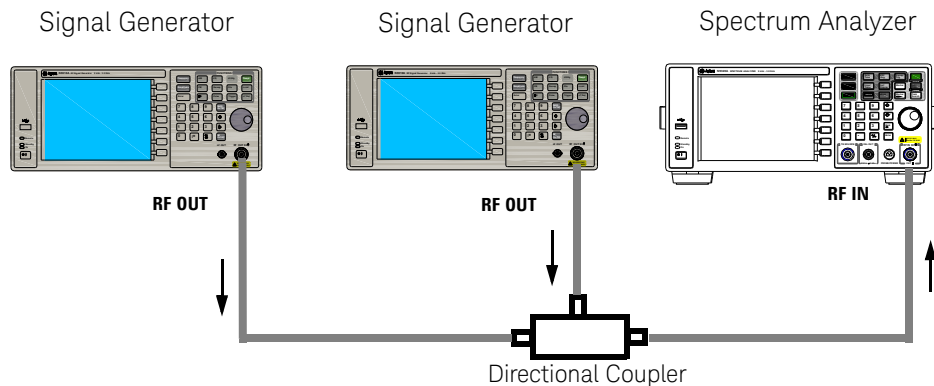 Signal Generator
Signal Generator
Spectrum Analyzer
RF OUT
RF OUT
RF IN
Directional Coupler